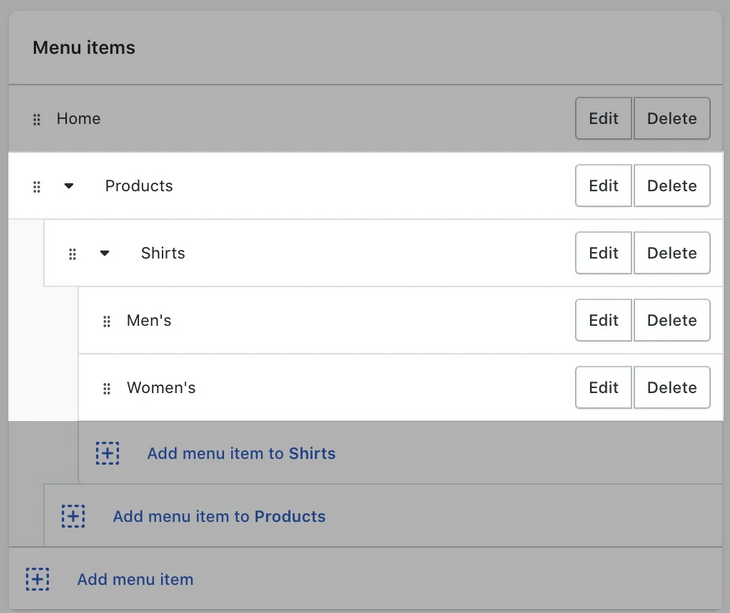 Menu items
Home Edit Delete
Products Edit Delete
Shirts Edit Delete
Men's Edit Delete
Women's Edit Delete
Add menu item to Shirts
Add menu item to Products
Add menu item